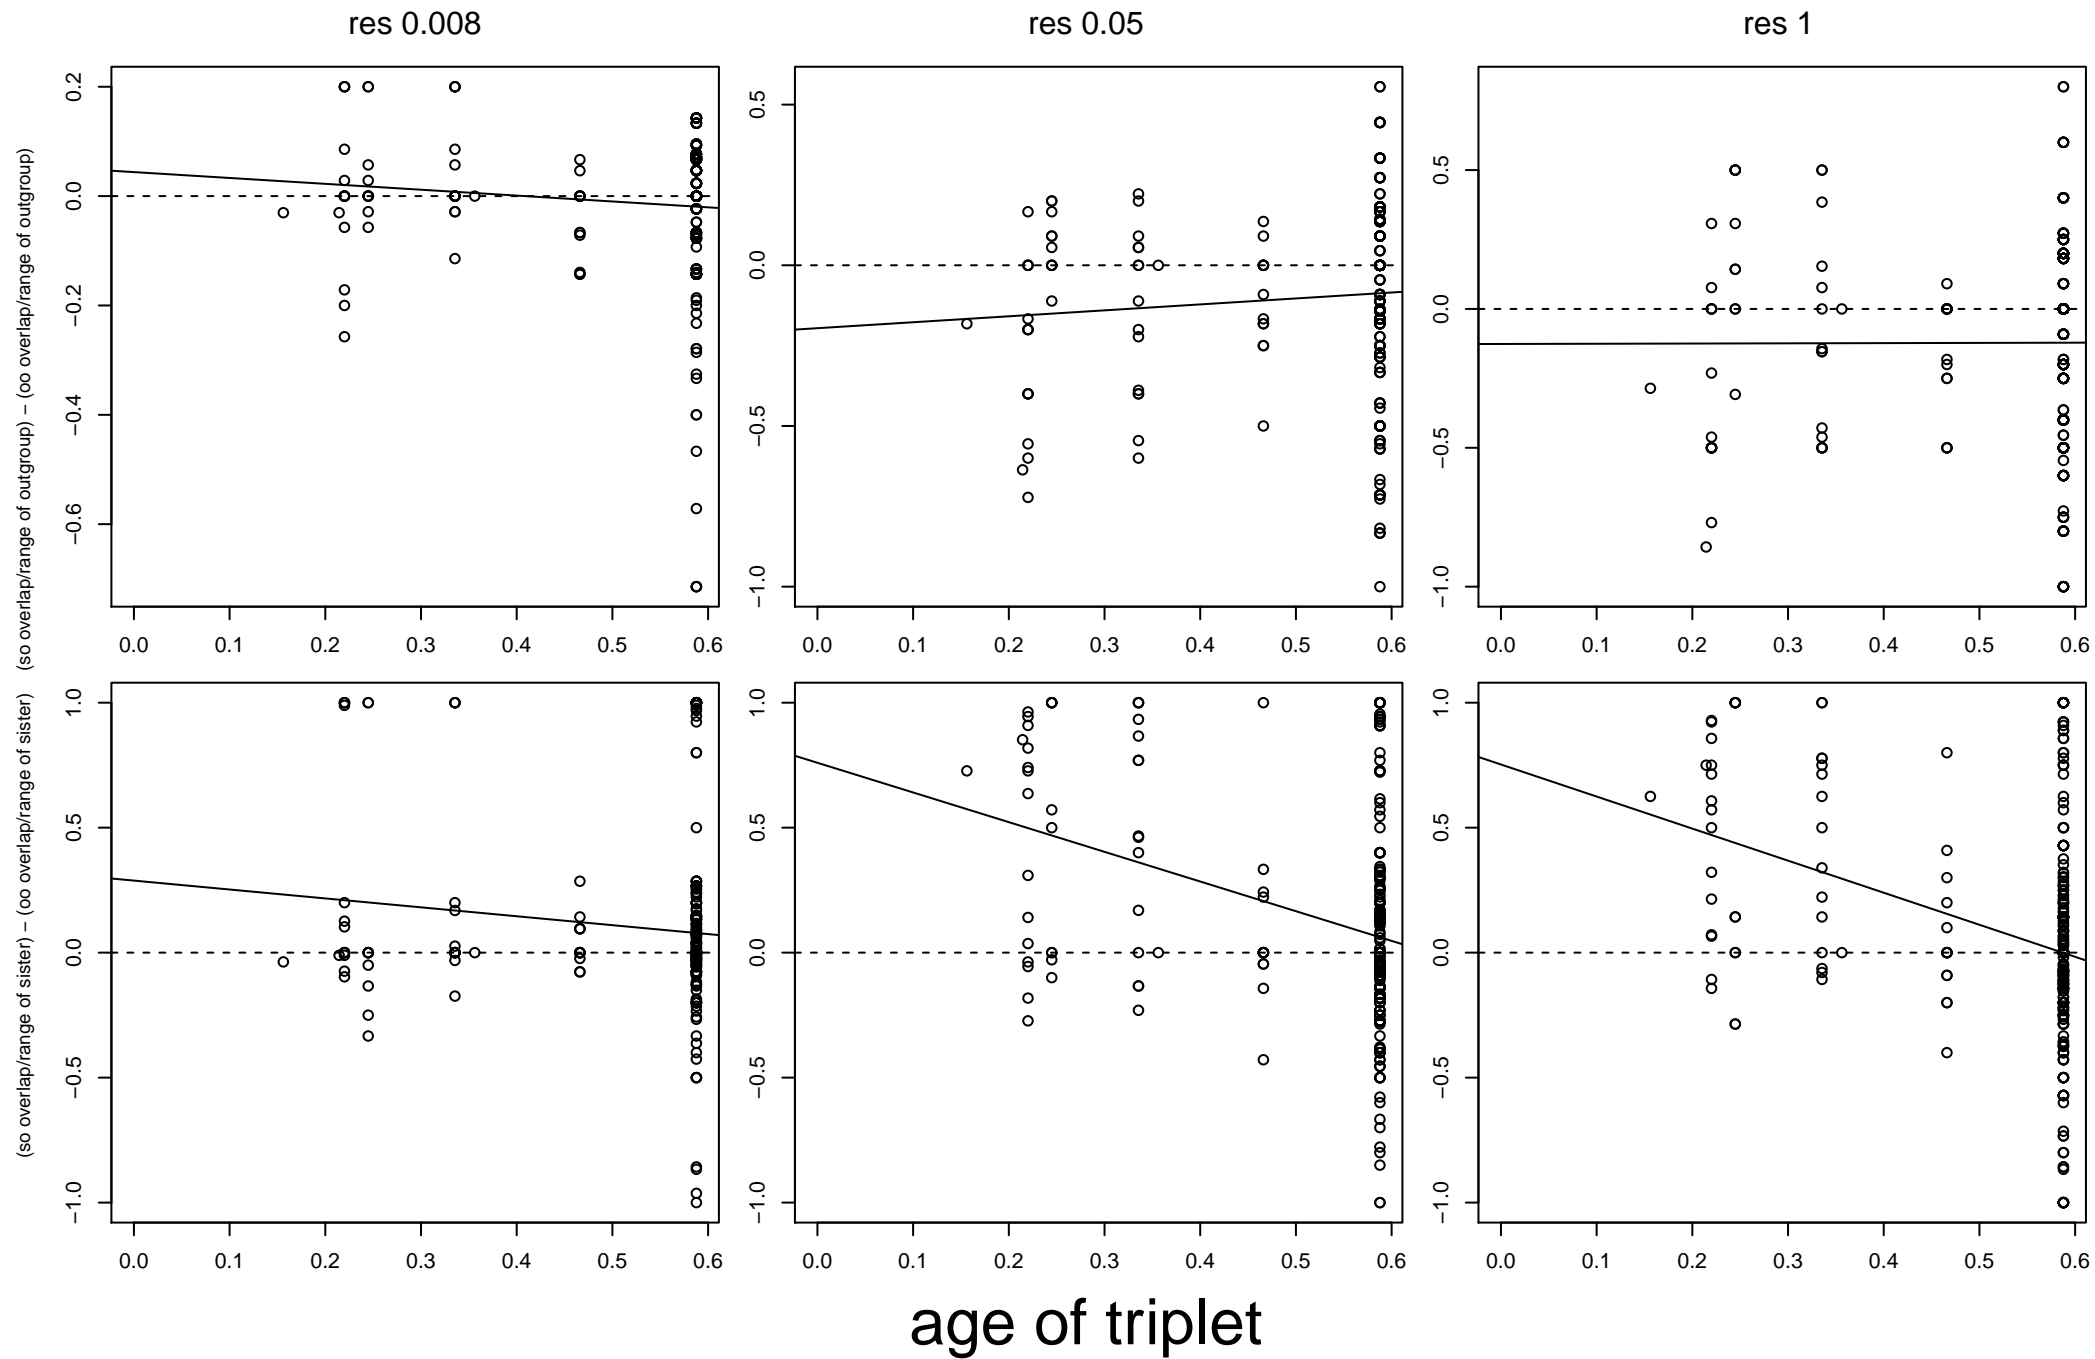 res 0.008
res 0.05
res 1
(so overlap/range of outgroup) − (oo overlap/range of outgroup)
0.2
0.0
−0.2
−0.4
−0.6
0.0 0.1 0.2 0.3 0.4 0.5 0.6
0.5
0.0
−0.5
−1.0
0.0 0.1 0.2 0.3 0.4 0.5 0.6
0.5
0.0
−0.5
−1.0
0.0 0.1 0.2 0.3 0.4 0.5 0.6
(so overlap/range of sister) − (oo overlap/range of sister)
1.0
0.5
0.0
−0.5
−1.0
0.0 0.1 0.2 0.3 0.4 0.5 0.6
1.0
0.5
0.0
−0.5
−1.0
0.0 0.1 0.2 0.3 0.4 0.5 0.6
1.0
0.5
0.0
−0.5
−1.0
0.0 0.1 0.2 0.3 0.4 0.5 0.6
age of triplet